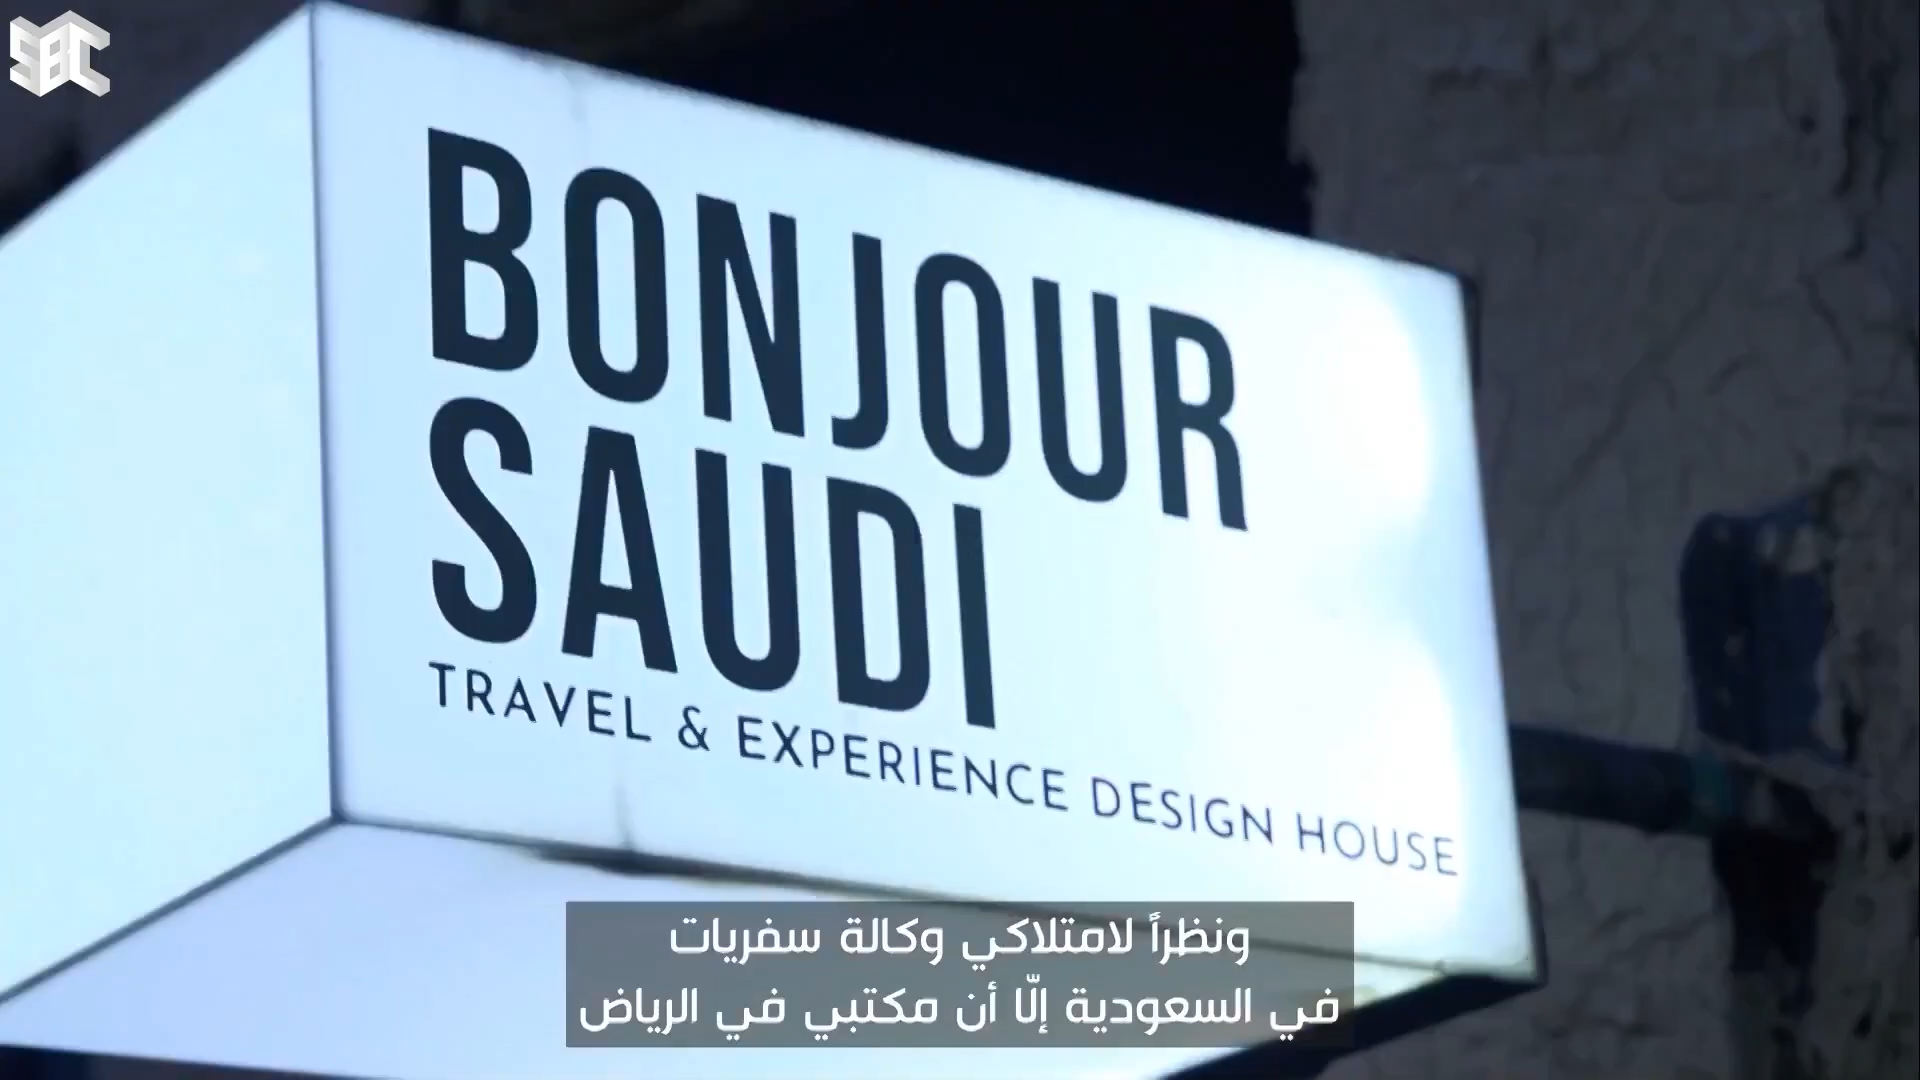 SBC
BONJOUR
SAUDI
TRAVEL & EXPERIENCE DESIGN HOUSE
ونظراً لامتلاكي وكالة سفريات
في السعودية إلّا أن مكتبي في الرياض